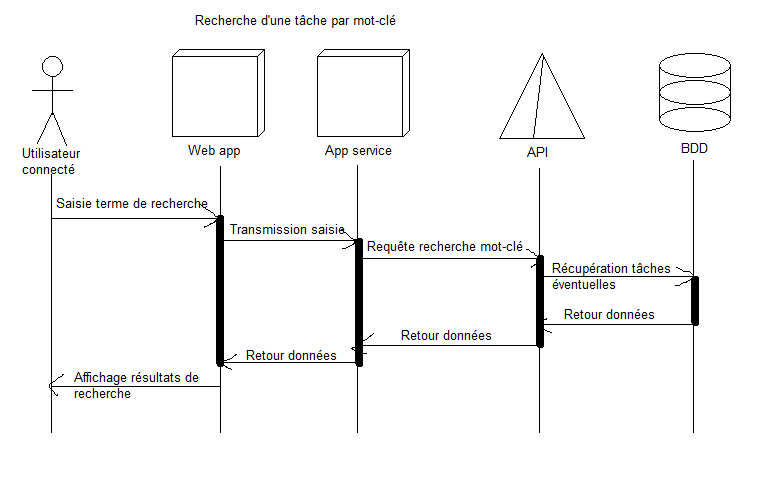 Recherche d'une tâche par mot-clé
Utilisateur
connecté
Web app
App service
API
BDD
Saisie terme de recherche
Transmission saisie
Requête recherche mot-clé
Récupération tâches
éventuelles
Retour données
Retour données
Retour données
Affichage résultats de
recherche